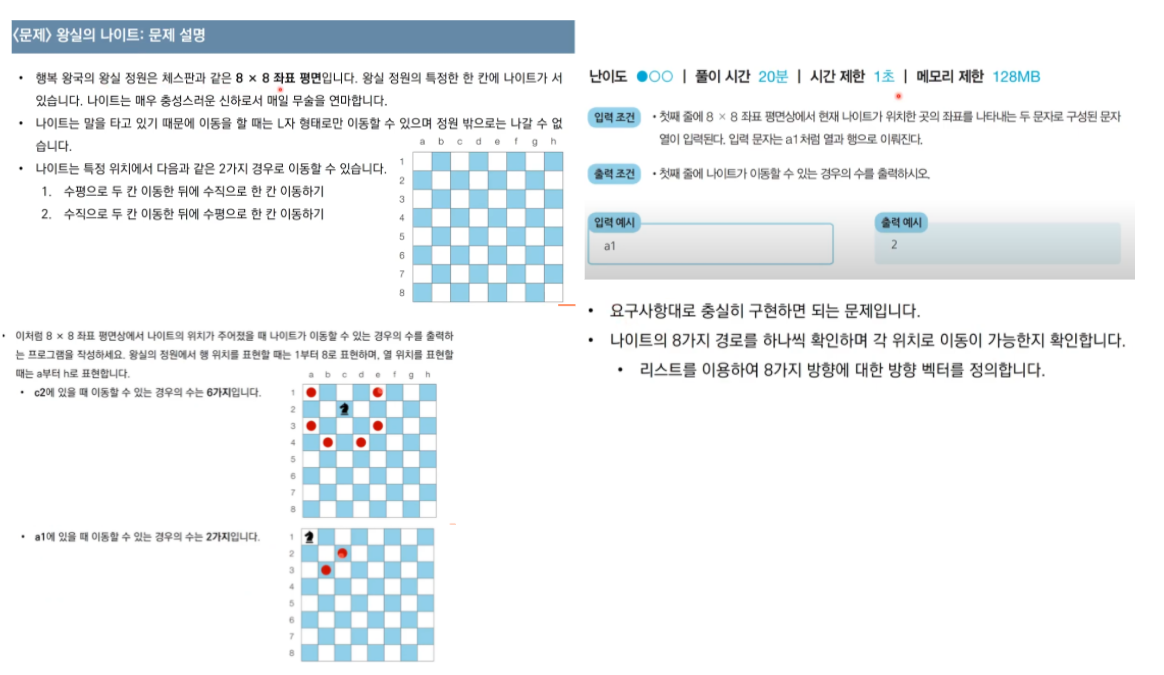 <문제> 왕실의 나이트: 문제 설명
• 행복 왕국의 왕실 정원은 체스판과 같은 8 × 8 좌표 평면입니다. 왕실 정원의 특정한 한 칸에 나이트가 서
있습니다. 나이트는 매우 충성스러운 신하로서 매일 무술을 연마합니다.
• 나이트는 말을 타고 있기 때문에 이동을 할 때는 L자 형태로만 이동할 수 있으며 정원 밖으로는 나갈 수 없
습니다.
• 나이트는 특정 위치에서 다음과 같은 2가지 경우로 이동할 수 있습니다.
1. 수평으로 두 칸 이동한 뒤에 수직으로 한 칸 이동하기
2. 수직으로 두 칸 이동한 뒤에 수평으로 한 칸 이동하기
a b c d e f g h
1
2
3
4
5
6
7
8
• 이처럼 8 × 8 좌표 평면상에서 나이트의 위치가 주어졌을 때 나이트가 이동할 수 있는 경우의 수를 출력하
는 프로그램을 작성하세요. 왕실의 정원에서 행 위치를 표현할 때는 1부터 8로 표현하며, 열 위치를 표현할
때는 a부터 h로 표현합니다.
• c2에 있을 때 이동할 수 있는 경우의 수는 6가지입니다.
a b c d e f g h
1
2
3
4
5
6
7
8
• a1에 있을 때 이동할 수 있는 경우의 수는 2가지입니다.
1
2
3
4
5
6
7
8
난이도 ●○○ | 풀이 시간 20분 | 시간 제한 1초 | 메모리 제한 128MB
입력 조건 • 첫째 줄에 8 × 8 좌표 평면상에서 현재 나이트가 위치한 곳의 좌표를 나타내는 두 문자로 구성된 문자
열이 입력된다. 입력 문자는 a1처럼 열과 행으로 이뤄진다.
출력 조건 • 첫째 줄에 나이트가 이동할 수 있는 경우의 수를 출력하시오.
입력 예시
a1
출력 예시
2
• 요구사항대로 충실히 구현하면 되는 문제입니다.
• 나이트의 8가지 경로를 하나씩 확인하며 각 위치로 이동이 가능한지 확인합니다.
• 리스트를 이용하여 8가지 방향에 대한 방향 벡터를 정의합니다.